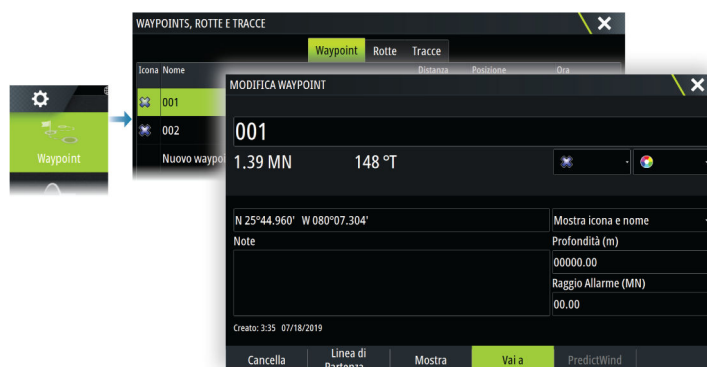 WAYPOINTS, ROTTE E TRACCE
Waypoint Rotte Tracce
Icona Nome Distanza Posizione Ora
001
002
Nuovo waypoi
Waypoint
MODIFICA WAYPOINT
001
1.39 MN 148 °T
N 25°44.960' W 080°07.304'
Mostra icona e nome
Note
Profondità (m)
00000.00
Raggio Allarme (MN)
00.00
Creato: 3:35 07/18/2019
Cancella Linea di Partenza Mostra Vai a PredictWind